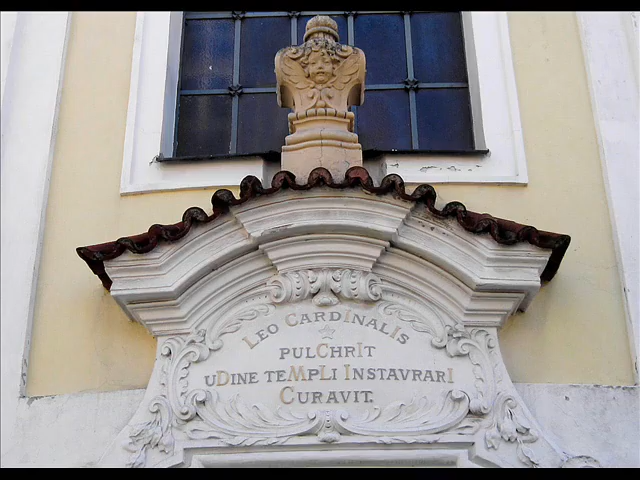 LEO CARDINALIS
PULCHRIT
UDINE TEMPLI INSTAVRARI
CURAVIT.